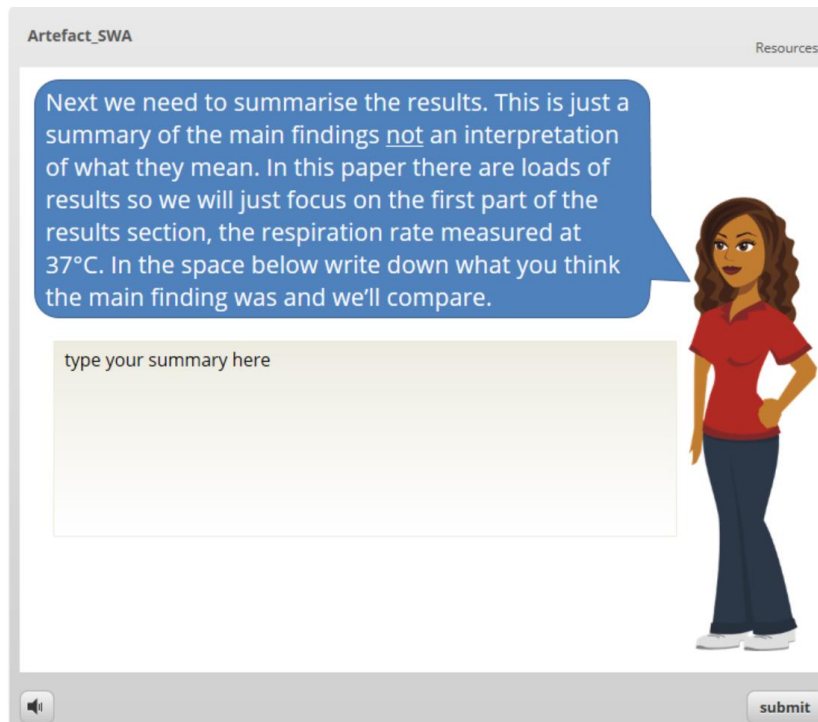 Artefact_SWA
Resources
Next we need to summarise the results. This is just a
summary of the main findings not an interpretation
of what they mean. In this paper there are loads of
results so we will just focus on the first part of the
results section, the respiration rate measured at
37°C. In the space below write down what you think
the main finding was and we'll compare.
type your summary here
submit